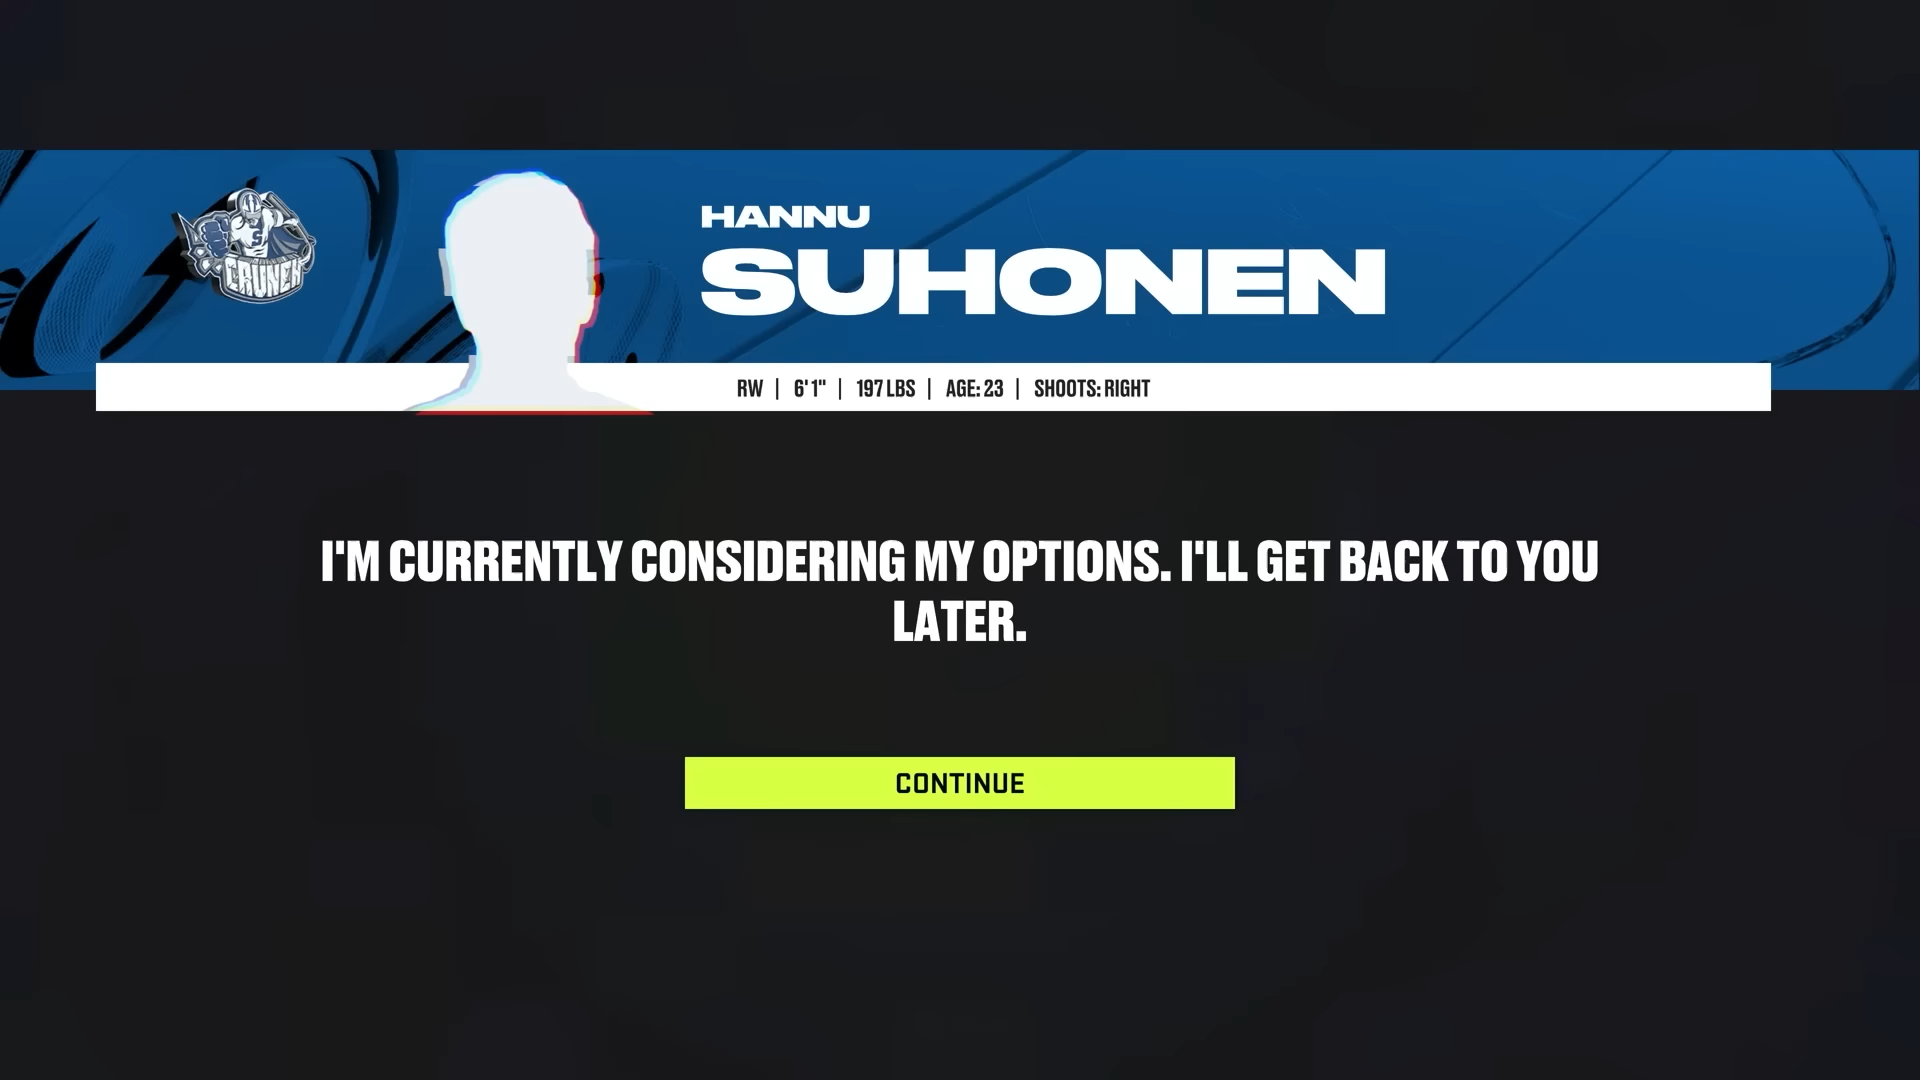 CRUNCH
HANNU
SUHONEN
RW | 6'1" | 197 LBS | AGE: 23 | SHOOTS: RIGHT
I'M CURRENTLY CONSIDERING MY OPTIONS. I'LL GET BACK TO YOU
LATER.
CONTINUE